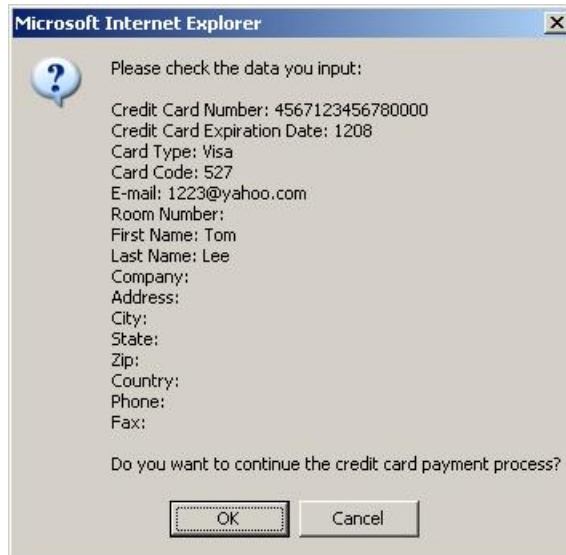 Microsoft Internet Explorer
Please check the data you input:
Credit Card Number: 4567123456780000
Credit Card Expiration Date: 1208
Card Type: Visa
Card Code: 527
E-mail: 1223@yahoo.com
Room Number:
First Name: Tom
Last Name: Lee
Company:
Address:
City:
State:
Zip:
Country:
Phone:
Fax:
Do you want to continue the credit card payment process?
OK Cancel